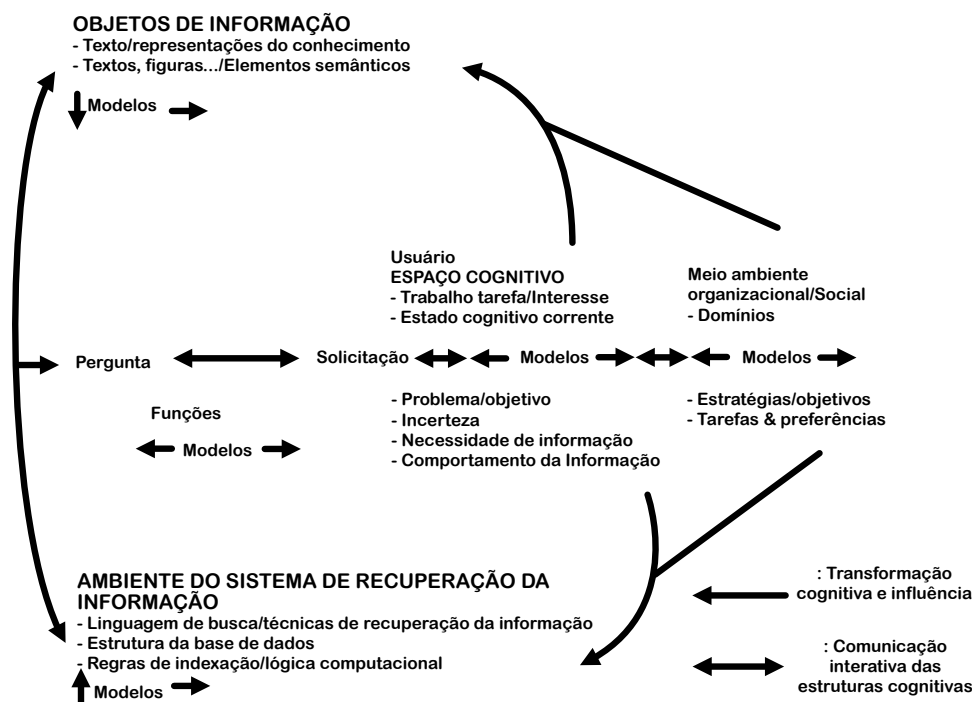 OBJETOS DE INFORMAÇÃO
- Texto/representações do conhecimento
- Textos, figuras.../Elementos semânticos
Modelos
Usuário
ESPAÇO COGNITIVO
- Trabalho tarefa/Interesse
- Estado cognitivo corrente
Meio ambiente
organizacional/Social
- Domínios
Pergunta
Solicitação
Modelos
Modelos
Funções
Modelos
- Problema/objetivo
- Incerteza
- Necessidade de informação
- Comportamento da Informação
- Estratégias/objetivos
- Tarefas & preferências
AMBIENTE DO SISTEMA DE RECUPERAÇÃO DA
INFORMAÇÃO
- Linguagem de busca/técnicas de recuperação da informação
- Estrutura da base de dados
- Regras de indexação/lógica computacional
Modelos
: Transformação
cognitiva e influência
: Comunicação
interativa das
estruturas cognitivas